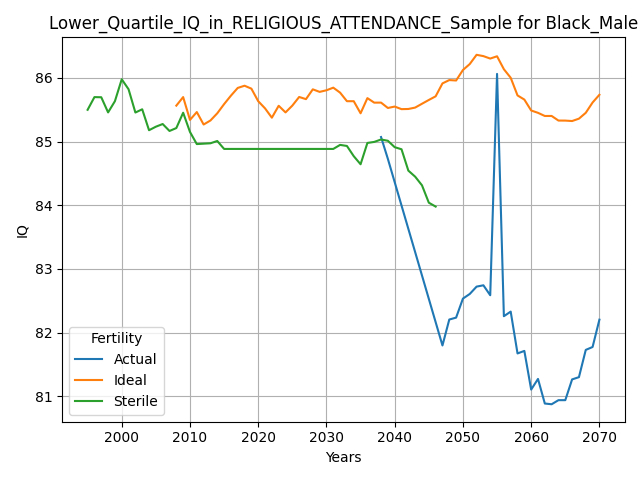 Lower_Quartile_IQ_in_RELIGIOUS_ATTENDANCE_Sample for Black_Male
86
85
84
83
82
81
IQ
Fertility
Actual
Ideal
Sterile
2000 2010 2020 2030 2040 2050 2060 2070
Years